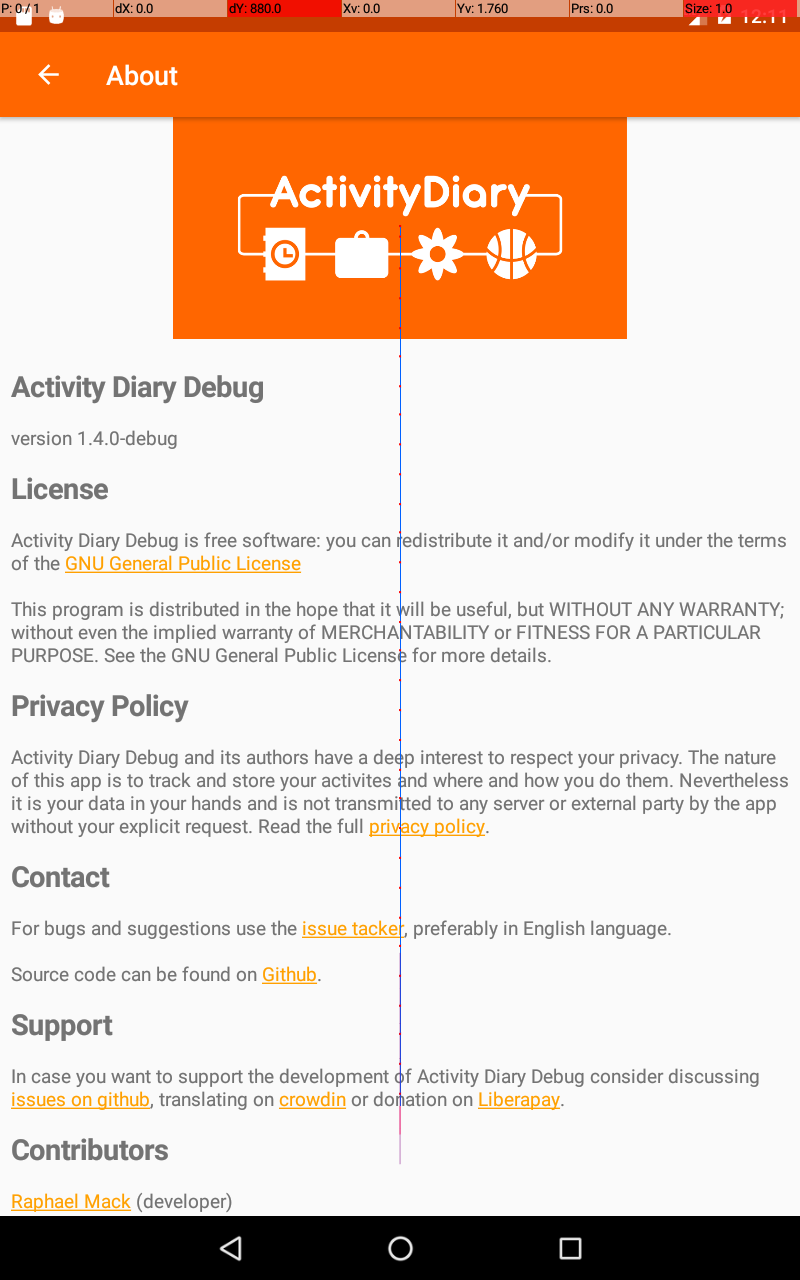 P: 0 / 1 dX: 0.0 dY: 880.0 Xv: 0.0 Yv: 1.760 Prs: 0.0 Size: 1.0
12:11
About
ActivityDiary
Activity Diary Debug
version 1.4.0-debug
License
Activity Diary Debug is free software: you can redistribute it and/or modify it under the terms
of the GNU General Public License
This program is distributed in the hope that it will be useful, but WITHOUT ANY WARRANTY;
without even the implied warranty of MERCHANTABILITY or FITNESS FOR A PARTICULAR
PURPOSE. See the GNU General Public License for more details.
Privacy Policy
Activity Diary Debug and its authors have a deep interest to respect your privacy. The nature
of this app is to track and store your activites and where and how you do them. Nevertheless
it is your data in your hands and is not transmitted to any server or external party by the app
without your explicit request. Read the full privacy policy.
Contact
For bugs and suggestions use the issue tacker, preferably in English language.
Source code can be found on Github.
Support
In case you want to support the development of Activity Diary Debug consider discussing
issues on github, translating on crowdin or donation on Liberapay.
Contributors
Raphael Mack (developer)